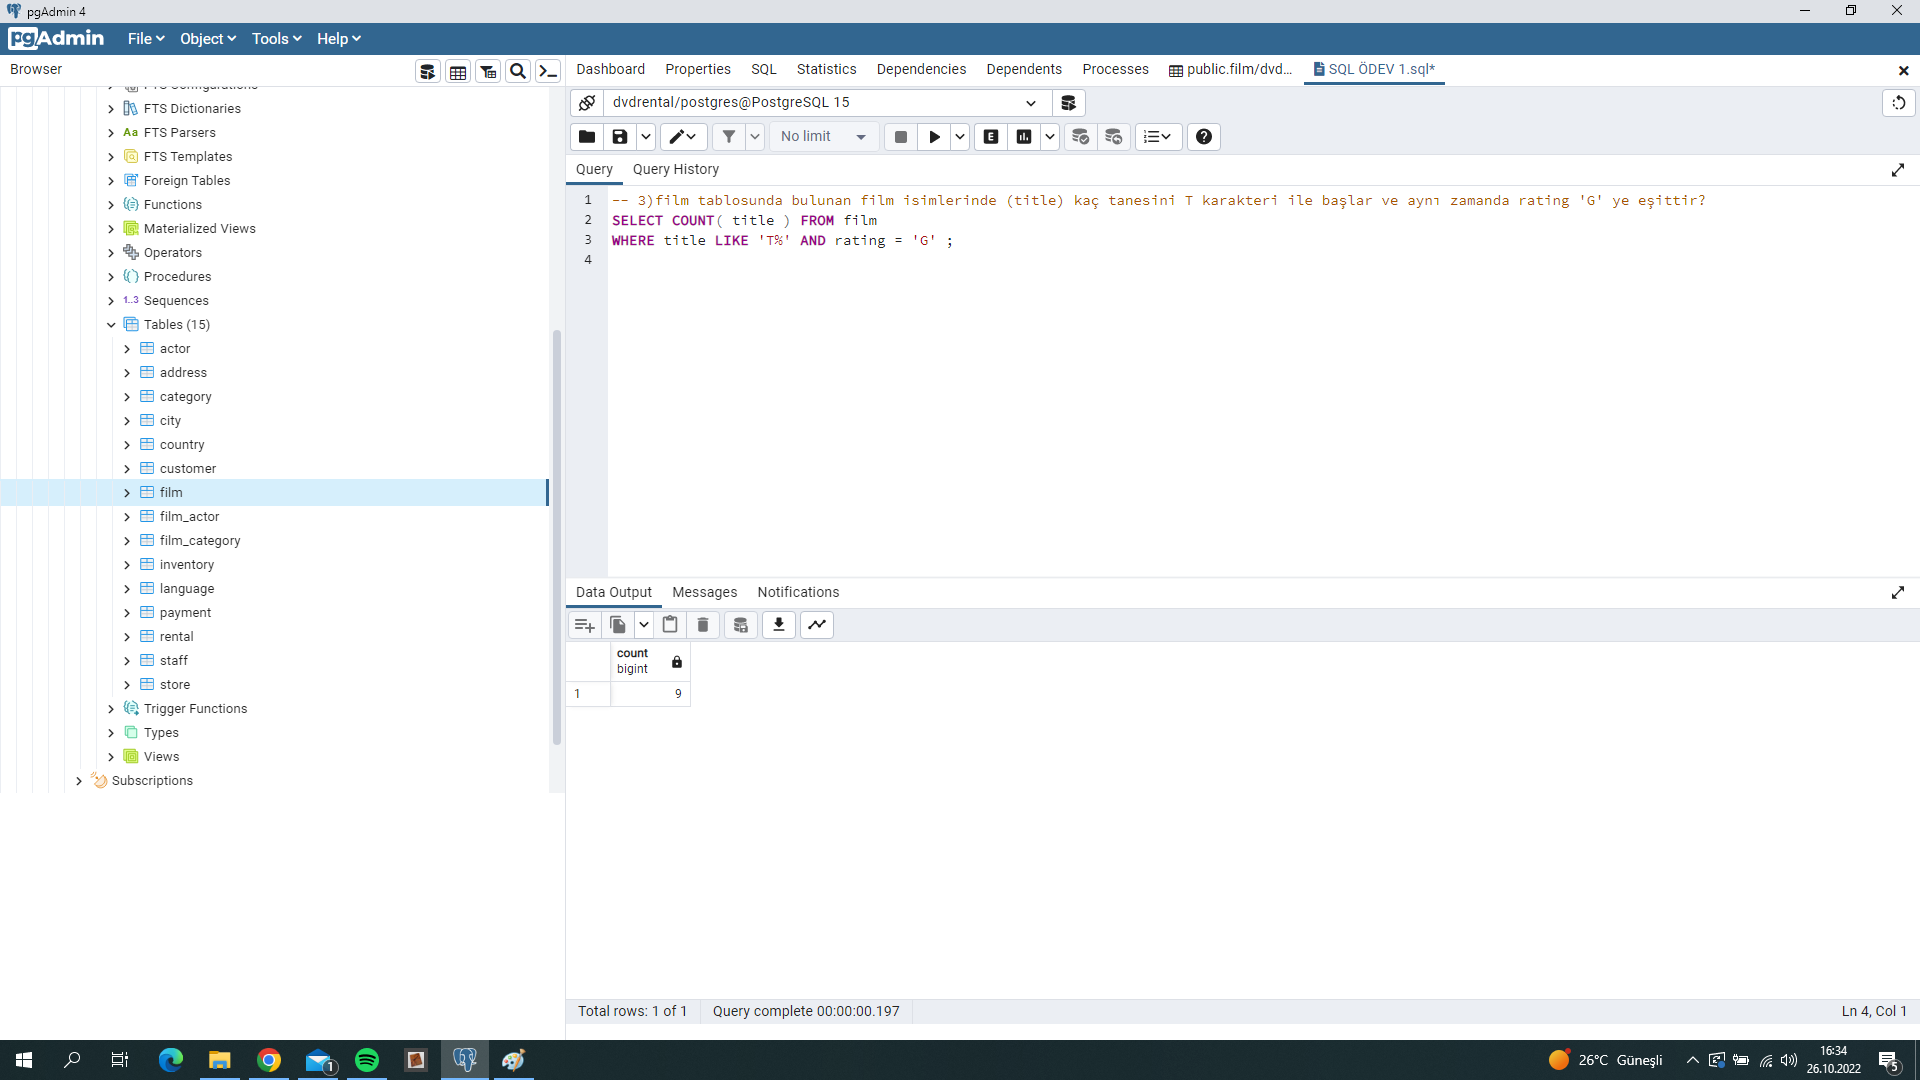 pgAdmin 4
pgAdmin File Object Tools Help
Browser
Dashboard Properties SQL Statistics Dependencies Dependents Processes public.film/dvd... SQL ÖDEV 1.sql*
dvdrental/postgres@PostgreSQL 15
No limit
Query Query History
1 -- 3)film tablosunda bulunan film isimlerinde (title) kaç tanesini T karakteri ile başlar ve aynı zamanda rating 'G' ye eşittir?
2 SELECT COUNT( title ) FROM film
3 WHERE title LIKE 'T%' AND rating = 'G' ;
4
FTS Configurations
FTS Dictionaries
Aa FTS Parsers
FTS Templates
Foreign Tables
Functions
Materialized Views
Operators
Procedures
1..3 Sequences
Tables (15)
actor
address
category
city
country
customer
film
film_actor
film_category
inventory
language
payment
rental
staff
store
Trigger Functions
Types
Views
Subscriptions
Data Output Messages Notifications
count
bigint
1 9
Total rows: 1 of 1 Query complete 00:00:00.197 Ln 4, Col 1
1
26°C Güneşli
16:34
26.10.2022
5